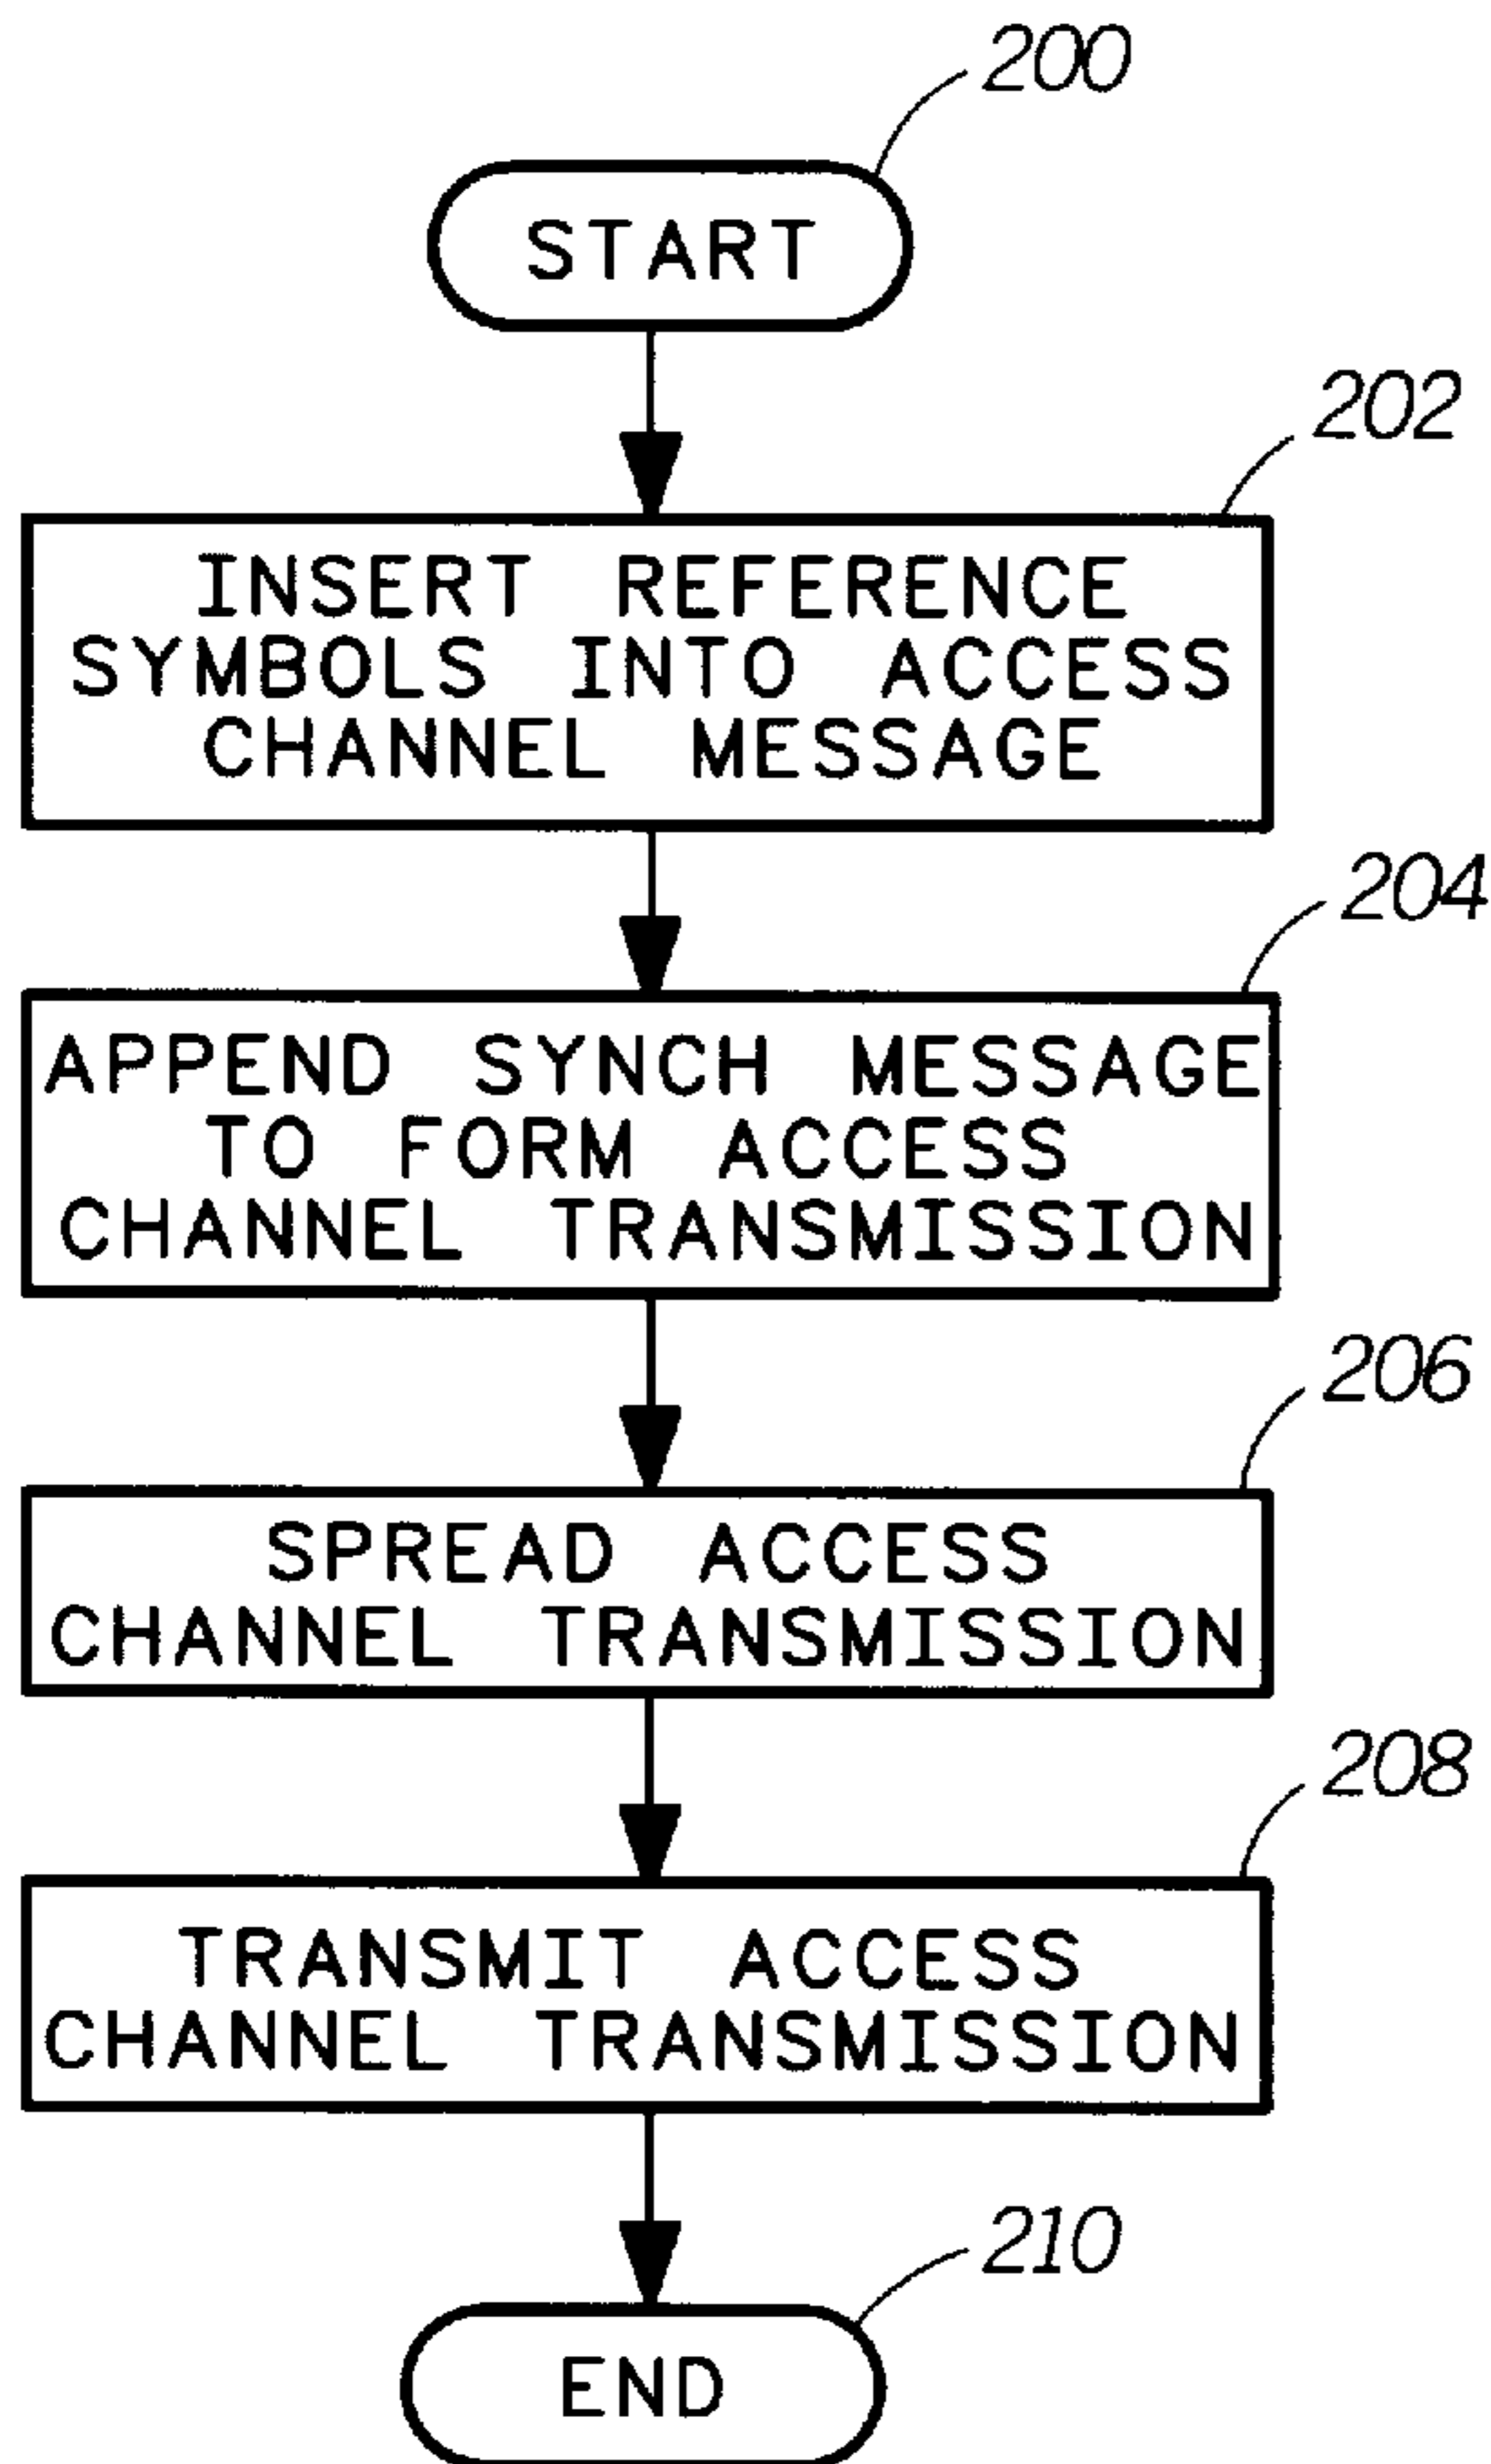 200
START
202
INSERT REFERENCE
SYMBOLS INTO ACCESS
CHANNEL MESSAGE
204
APPEND SYNCH MESSAGE
TO FORM ACCESS
CHANNEL TRANSMISSION
206
SPREAD ACCESS
CHANNEL TRANSMISSION
208
TRANSMIT ACCESS
CHANNEL TRANSMISSION
210
END